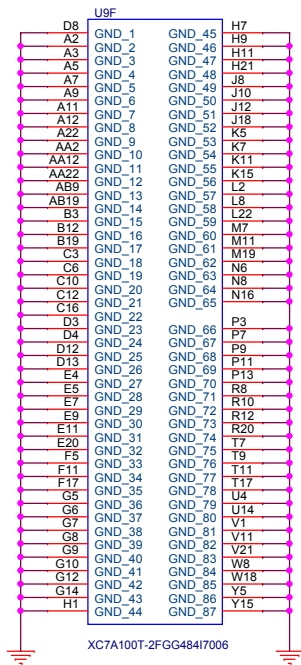 U9F
D8 GND_1 GND_45 H7
A2 GND_2 GND_46 H9
A3 GND_3 GND_47 H11
A5 GND_4 GND_48 H21
A7 GND_5 GND_49 J8
A9 GND_6 GND_50 J10
A11 GND_7 GND_51 J12
A12 GND_8 GND_52 J18
A22 GND_9 GND_53 K5
AA2 GND_10 GND_54 K7
AA12 GND_11 GND_55 K11
AA22 GND_12 GND_56 K15
AB9 GND_13 GND_57 L2
AB19 GND_14 GND_58 L8
B3 GND_15 GND_59 L22
B12 GND_16 GND_60 M7
B19 GND_17 GND_61 M11
C3 GND_18 GND_62 M19
C6 GND_19 GND_63 N6
C10 GND_20 GND_64 N8
C12 GND_21 GND_65 N16
C16 GND_22
D3 GND_23 GND_66 P3
D4 GND_24 GND_67 P7
D12 GND_25 GND_68 P9
D13 GND_26 GND_69 P11
E4 GND_27 GND_70 P13
E5 GND_28 GND_71 R8
E7 GND_29 GND_72 R10
E9 GND_30 GND_73 R12
E11 GND_31 GND_74 R20
E20 GND_32 GND_75 T7
F5 GND_33 GND_76 T9
F11 GND_34 GND_77 T11
F17 GND_35 GND_78 T17
G5 GND_36 GND_79 U4
G6 GND_37 GND_80 U14
G7 GND_38 GND_81 V1
G8 GND_39 GND_82 V11
G9 GND_40 GND_83 V21
G10 GND_41 GND_84 W8
G12 GND_42 GND_85 W18
G14 GND_43 GND_86 Y5
H1 GND_44 GND_87 Y15
XC7A100T-2FGG484I7006